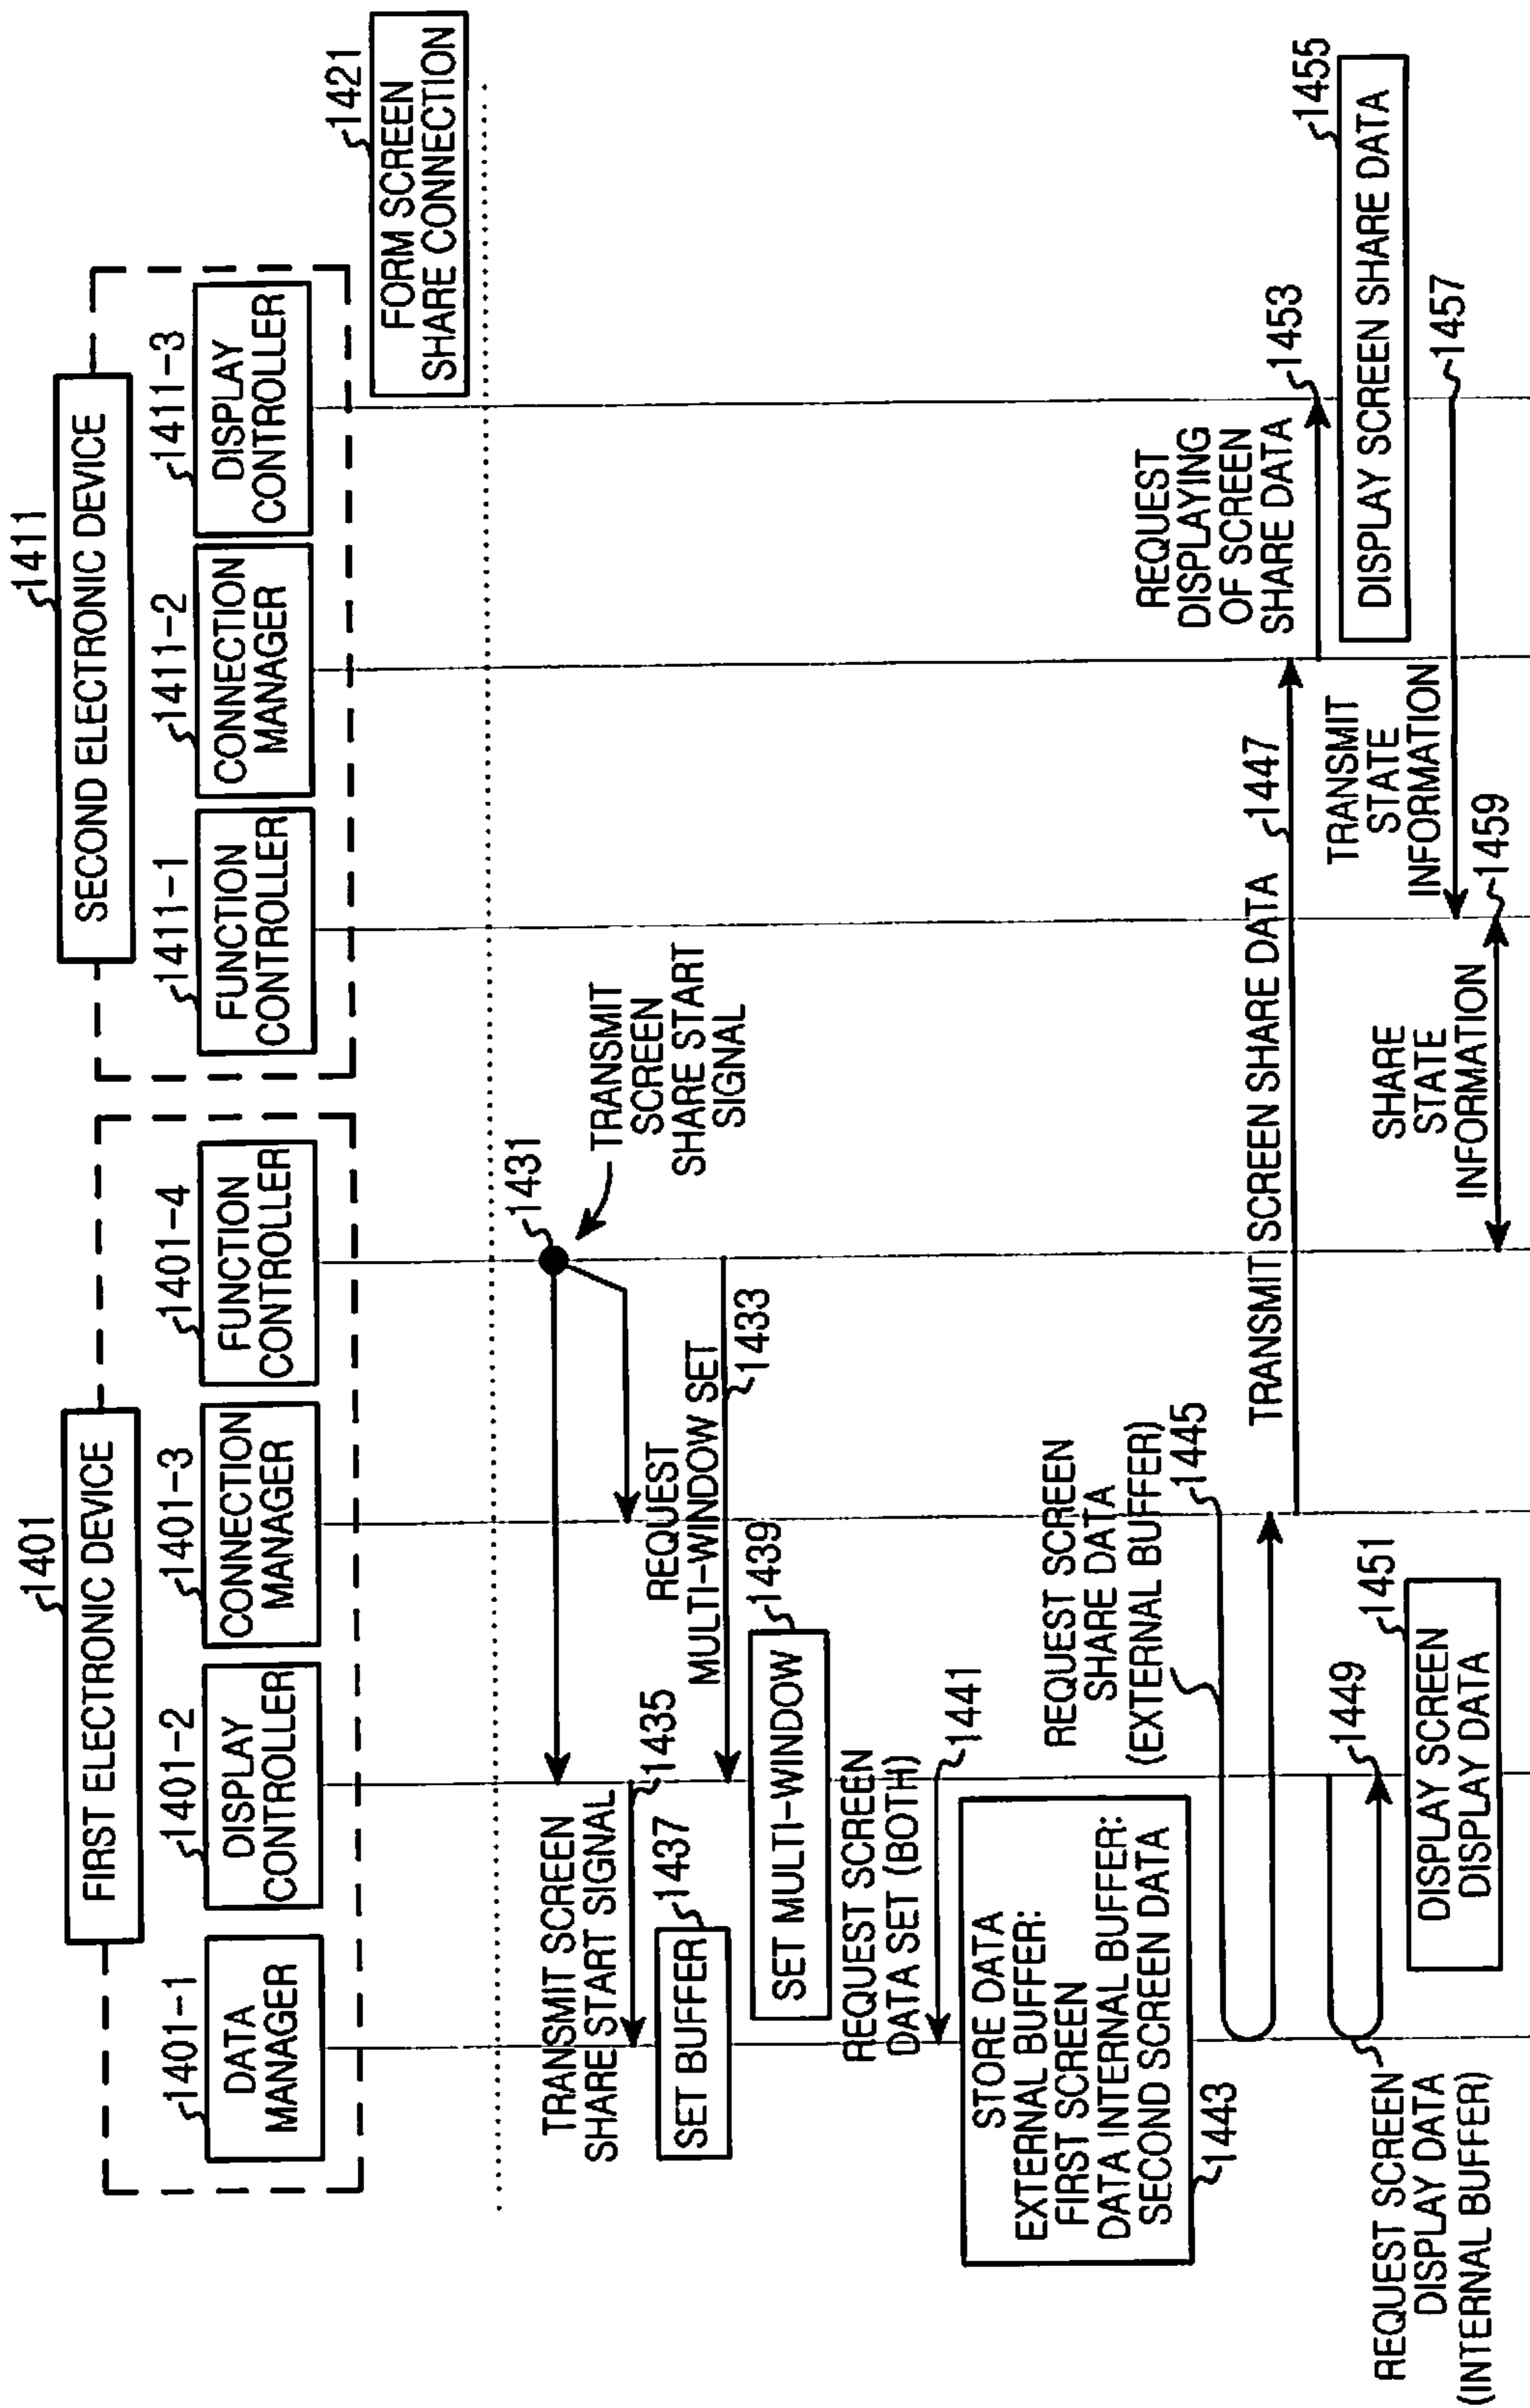 1401
FIRST ELECTRONIC DEVICE
1411
SECOND ELECTRONIC DEVICE
1401-1
DATA
MANAGER
1401-2
DISPLAY
CONTROLLER
1401-3
CONNECTION
MANAGER
1401-4
FUNCTION
CONTROLLER
1411-1
FUNCTION
CONTROLLER
1411-2
CONNECTION
MANAGER
1411-3
DISPLAY
CONTROLLER
1421
FORM SCREEN
SHARE CONNECTION
1431
TRANSMIT
SCREEN
SHARE START
SIGNAL
TRANSMIT SCREEN
SHARE START SIGNAL
1435
REQUEST
MULTI-WINDOW SET
1433
1437
SET BUFFER
1439
SET MULTI-WINDOW
REQUEST SCREEN
DATA SET (BOTH)
1441
STORE DATA
EXTERNAL BUFFER:
FIRST SCREEN
DATA INTERNAL BUFFER:
SECOND SCREEN DATA
1443
REQUEST SCREEN
SHARE DATA
(EXTERNAL BUFFER)
1445
TRANSMIT SCREEN SHARE DATA
1447
REQUEST
DISPLAYING
OF SCREEN
SHARE DATA
1453
1449
REQUEST SCREEN
DISPLAY DATA
(INTERNAL BUFFER)
1451
DISPLAY SCREEN
DISPLAY DATA
1455
DISPLAY SCREEN SHARE DATA
TRANSMIT
STATE
INFORMATION
1457
SHARE
STATE
INFORMATION
1459